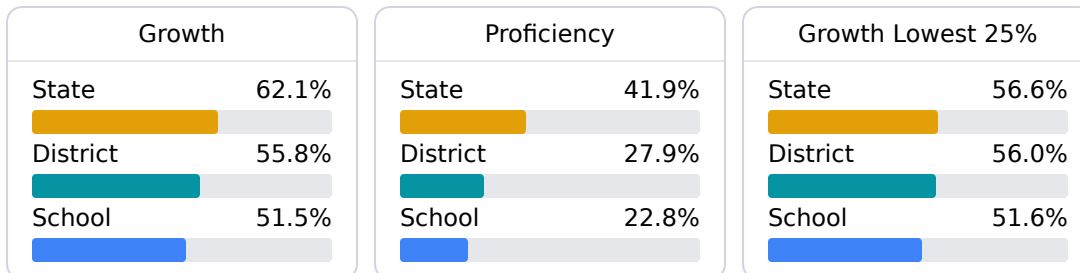 Growth
State 62.1%
District 55.8%
School 51.5%
Proficiency
State 41.9%
District 27.9%
School 22.8%
Growth Lowest 25%
State 56.6%
District 56.0%
School 51.6%